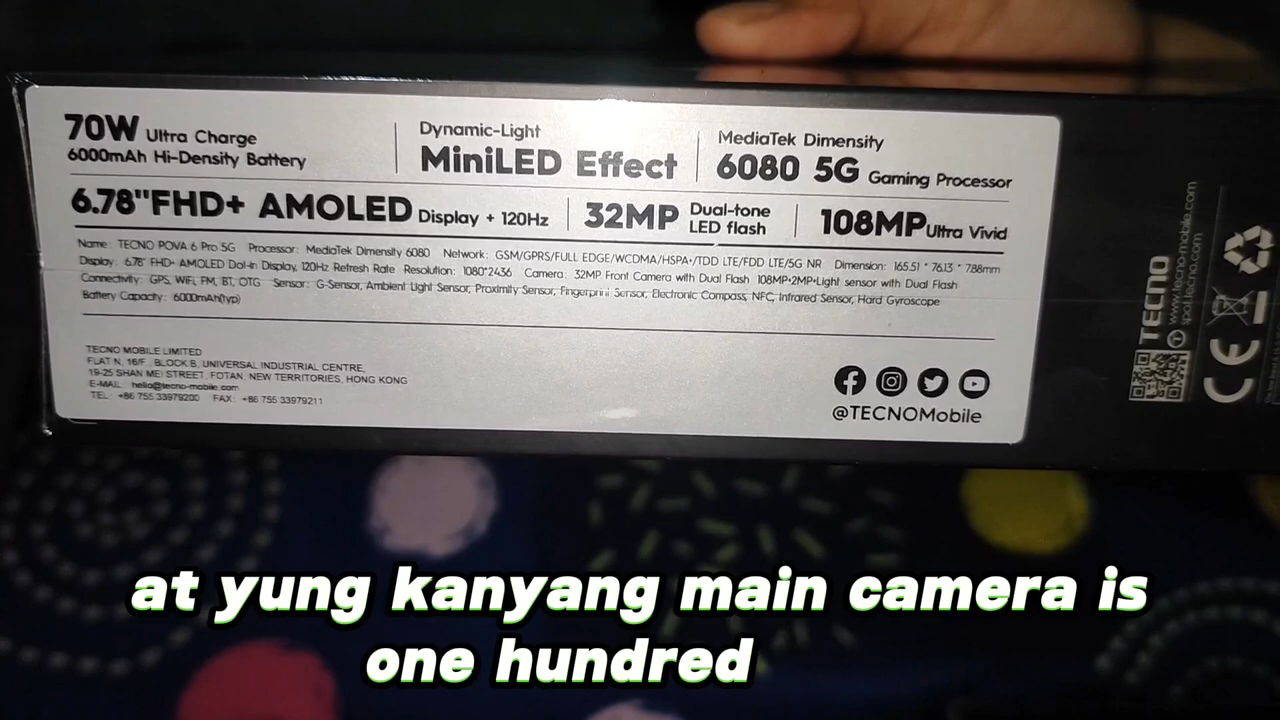 70W Ultra Charge
6000mAh Hi-Density Battery
Dynamic-Light
MiniLED Effect
MediaTek Dimensity
6080 5G Gaming Processor
6.78"FHD+ AMOLED Display + 120Hz
32MP Dual-tone LED flash
108MP Ultra Vivid
Name: TECNO POVA 6 Pro 5G Processor: MediaTek Dimensity 6080 Network: GSM/GPRS/FULL EDGE/WCDMA/HSPA+/TDD LTE/FDD LTE/5G NR Dimension: 165.51 * 76.13 * 7.88mm
Display: 6.78" FHD+ AMOLED Dot-in Display, 120Hz Refresh Rate Resolution: 1080*2436 Camera: 32MP Front Camera with Dual Flash 108MP+2MP+Light sensor with Dual Flash
Connectivity: GPS, WiFi, FM, BT, OTG Sensor: G-Sensor, Ambient Light Sensor, Proximity Sensor, Fingerprint Sensor, Electronic Compass, NFC, Infrared Sensor, Hard Gyroscope
Battery Capacity: 6000mAh(typ)
TECNO MOBILE LIMITED
FLAT N, 16/F., BLOCK B, UNIVERSAL INDUSTRIAL CENTRE,
19-25 SHAN MEI STREET, FOTAN, NEW TERRITORIES, HONG KONG
E-MAIL: hello@tecno-mobile.com
TEL: +86 755 33979200 FAX: +86 755 33979211
@TECNOMobile
TECNO
www.tecno-mobile.com
spot.tecno.com
CE
at yung kanyang main camera is
one hundred